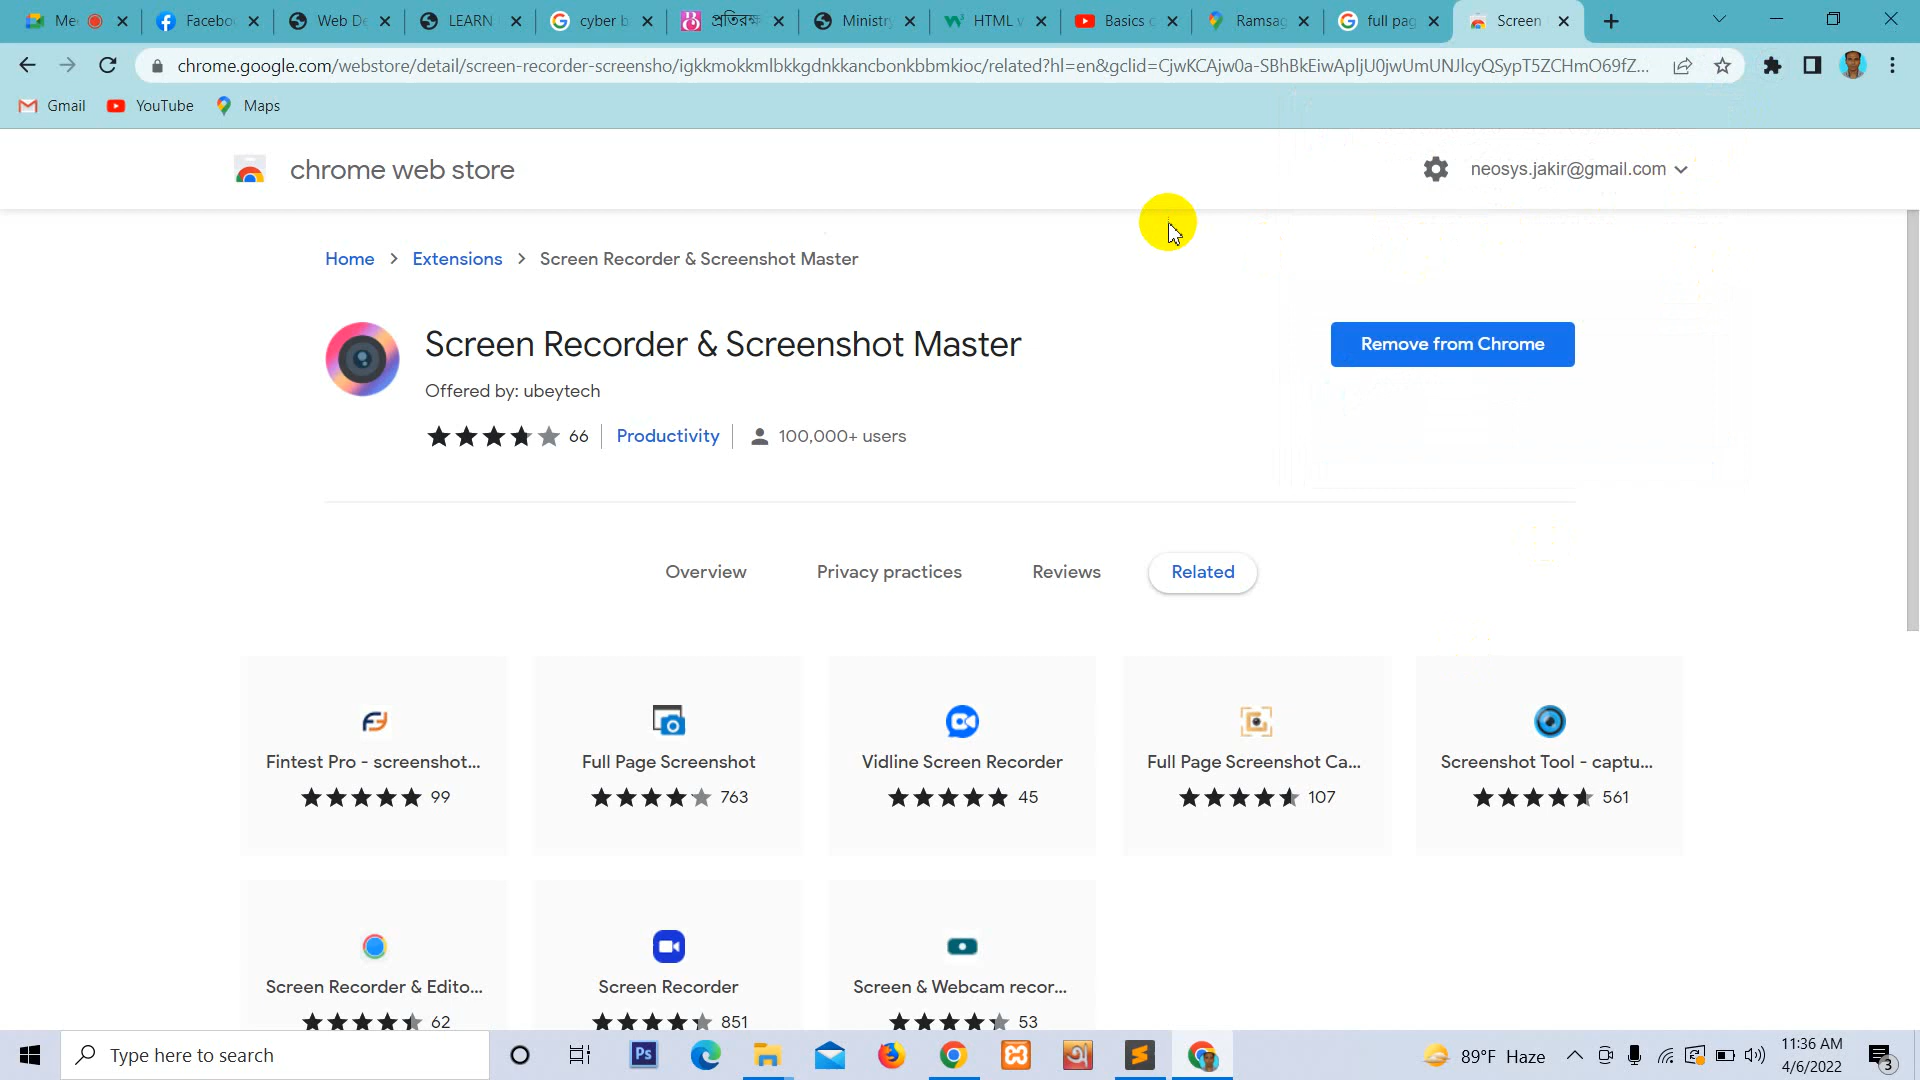 Me
Facebo
Web De
LEARN
cyber b
প্রতিরক্ষ
Ministr
HTML v
Basics c
Ramsag
full pag
Screen
chrome.google.com/webstore/detail/screen-recorder-screensho/igkkmokkmlbkkgdnkkancbonkbbmkioc/related?hl=en&gclid=CjwKCAjw0a-SBhBkEiwApljU0jwUmUNJlcyQSypT5ZCHmO69fZ...
Gmail
YouTube
Maps
chrome web store
neosys.jakir@gmail.com
Home > Extensions > Screen Recorder & Screenshot Master
Screen Recorder & Screenshot Master
Remove from Chrome
Offered by: ubeytech
66
Productivity
100,000+ users
Overview
Privacy practices
Reviews
Related
Fintest Pro - screenshot...
Full Page Screenshot
Vidline Screen Recorder
Full Page Screenshot Ca...
Screenshot Tool - captu...
99
763
45
107
561
Screen Recorder & Edito...
Screen Recorder
Screen & Webcam recor...
62
851
53
Type here to search
Ps
89°F Haze
11:36 AM
4/6/2022
3